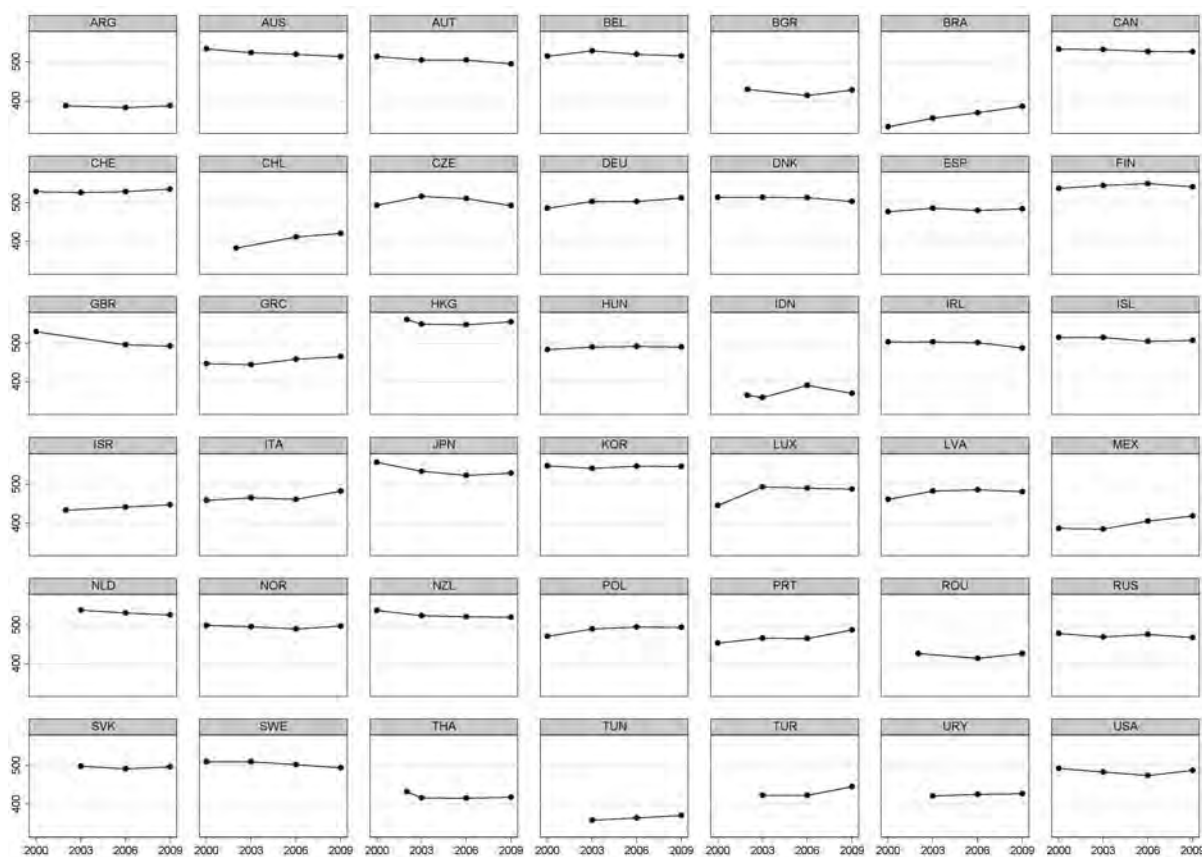 ARG AUS AUT BEL BGR BRA CAN
500
400
CHE CHL CZE DEU DNK ESP FIN
500
400
GBR GRC HKG HUN IDN IRL ISL
500
400
ISR ITA JPN KOR LUX LVA MEX
500
400
NLD NOR NZL POL PRT ROU RUS
500
400
SVK SWE THA TUN TUR URY USA
500
400
2000 2003 2006 2009 2000 2003 2006 2009 2000 2003 2006 2009 2000 2003 2006 2009 2000 2003 2006 2009 2000 2003 2006 2009 2000 2003 2006 2009